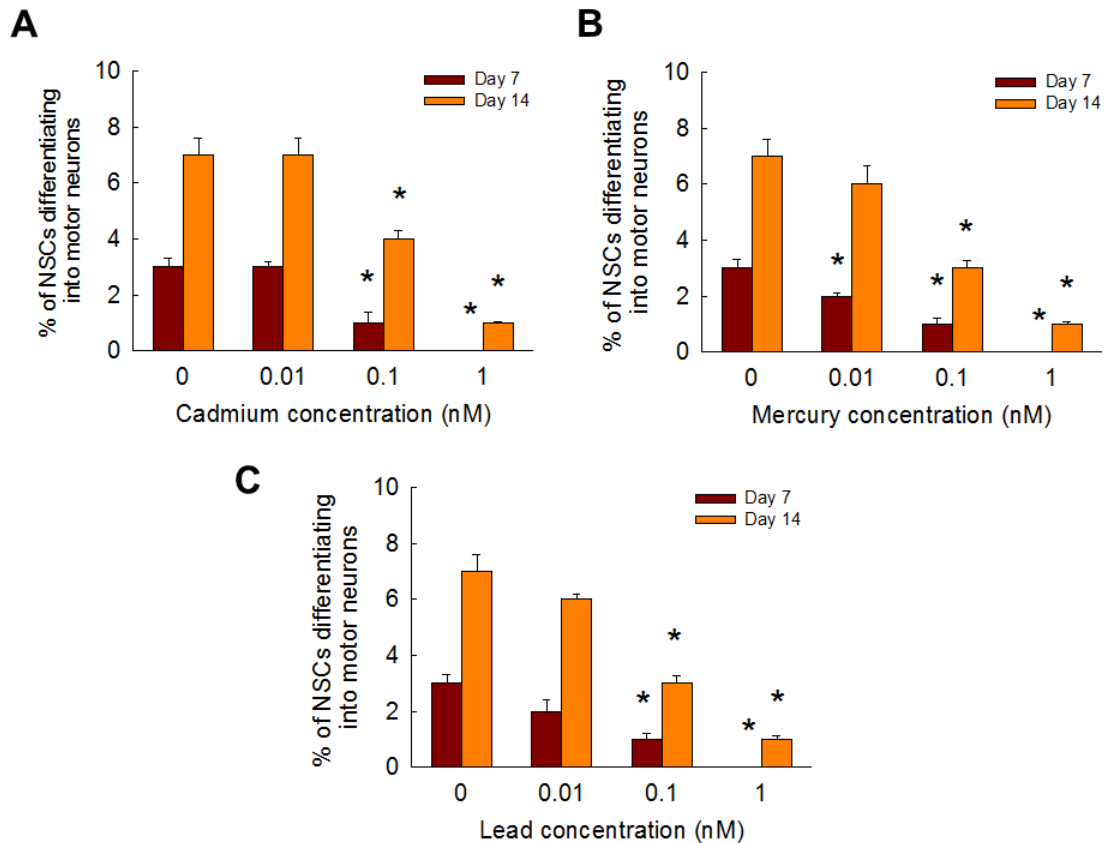 A
% of NSCs differentiating
into motor neurons
10
8
6
4
2
0
Day 7
Day 14
*
*
*
*
0 0.01 0.1 1
Cadmium concentration (nM)
B
% of NSCs differentiating
into motor neurons
10
8
6
4
2
0
Day 7
Day 14
*
*
*
*
*
0 0.01 0.1 1
Mercury concentration (nM)
C
% of NSCs differentiating
into motor neurons
10
8
6
4
2
0
Day 7
Day 14
*
*
*
*
0 0.01 0.1 1
Lead concentration (nM)